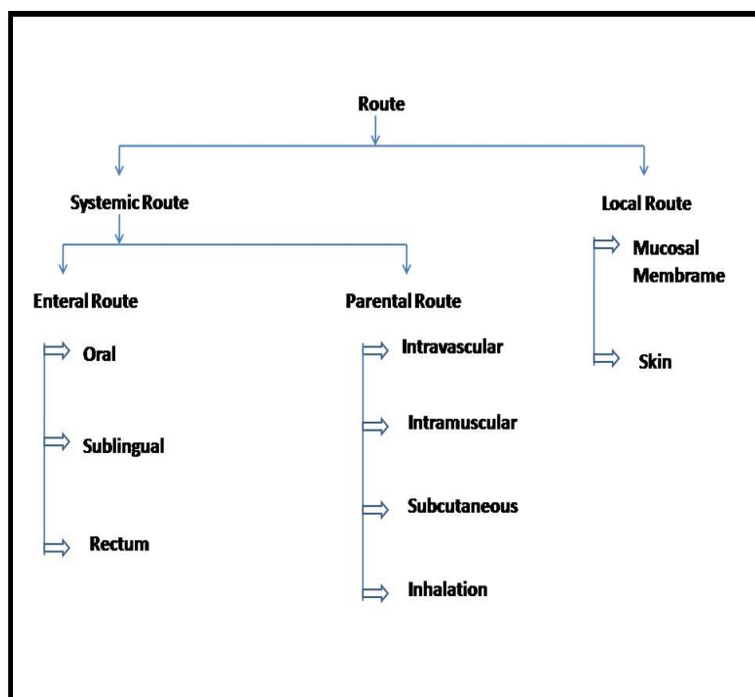 Route
Systemic Route
Local Route
Mucosal
Membrame
Skin
Enteral Route
Parental Route
Oral
Sublingual
Rectum
Intravascular
Intramuscular
Subcutaneous
Inhalation